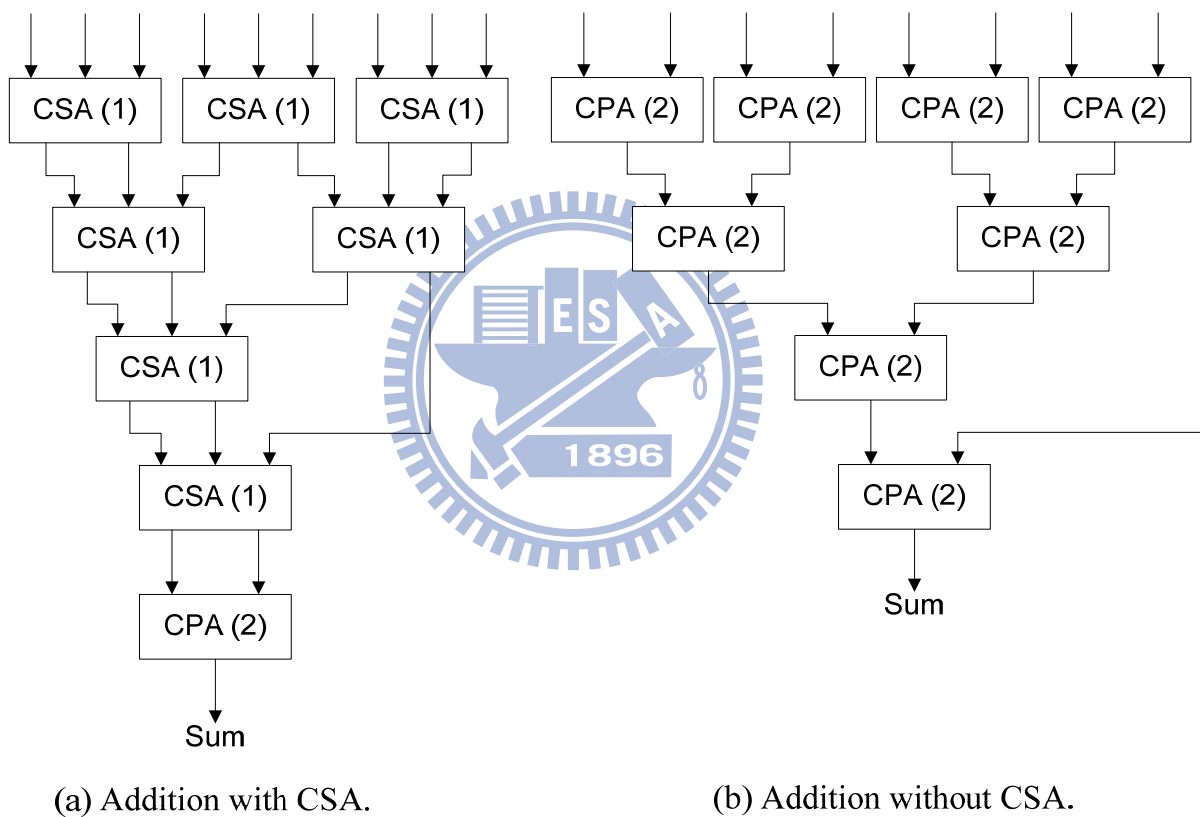 CSA (1) CSA (1) CSA (1) CPA (2) CPA (2) CPA (2) CPA (2)
CSA (1) CSA (1) CPA (2) CPA (2)
E S A
CSA (1) CPA (2)
1896
CSA (1) CPA (2)
Sum
CPA (2)
Sum
(a) Addition with CSA. (b) Addition without CSA.